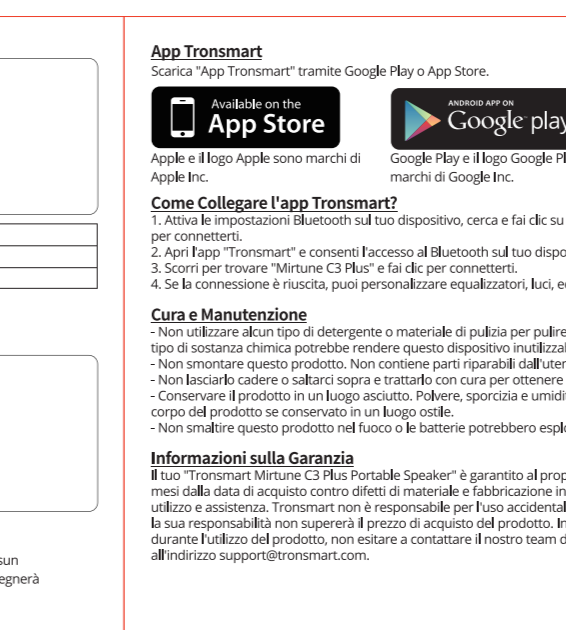 App Tronsmart
Scarica "App Tronsmart" tramite Google Play o App Store.
Available on the
App Store
ANDROID APP ON
Google play
Apple e il logo Apple sono marchi di
Apple Inc.
Google Play e il logo Google
marchi di Google Inc.
Come Collegare l'app Tronsmart?
1. Attiva le impostazioni Bluetooth sul tuo dispositivo, cerca e fai clic su
per connetterti.
2. Apri l'app "Tronsmart" e consenti l'accesso al Bluetooth sul tuo
3. Scorri per trovare "Mirtune C3 Plus" e fai clic per connetterti.
4. Se la connessione è riuscita, puoi personalizzare equalizzatori, luci,
Cura e Manutenzione
- Non utilizzare alcun tipo di detergente o materiale di pulizia per pulire
tipo di sostanza chimica potrebbe rendere questo dispositivo
- Non smontare questo prodotto. Non contiene parti riparabili
- Non lasciarlo cadere o saltarci sopra e trattarlo con cura per ottenere
- Conservare il prodotto in un luogo asciutto. Polvere, sporcizia e
corpo del prodotto se conservato in un luogo ostile.
- Non smaltire questo prodotto nel fuoco o le batterie potrebbero
Informazioni sulla Garanzia
Il tuo "Tronsmart Mirtune C3 Plus Portable Speaker" è garantito al
mesi dalla data di acquisto contro difetti di materiale e fabbricazione in
utilizzo e assistenza. Tronsmart non è responsabile per l'uso
la sua responsabilità non supererà il prezzo di acquisto del prodotto.
durante l'utilizzo del prodotto, non esitare a contattare il nostro team
all'indirizzo support@tronsmart.com.